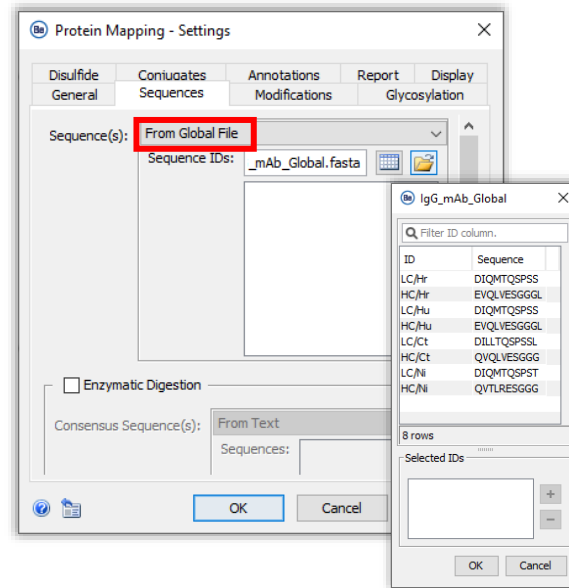 Be Protein Mapping - Settings
Disulfide Conjugates Annotations Report Display
General Sequences Modifications Glycosylation
Sequence(s): From Global File
Sequence IDs: _mAb_Global.fasta
Be IgG_mAb_Global
Filter ID column.
ID Sequence
LC/Hr DIQMTQSPSS
HC/Hr EVQLVESGGGL
LC/Hu DIQMTQSPSS
HC/Hu EVQLVESGGGL
LC/Ct DILLTQSPSSL
HC/Ct QVQLVESGGG
LC/Ni DIQMTQSPST
HC/Ni QVTLRESGGG
8 rows
Selected IDs
OK Cancel
Enzymatic Digestion
Consensus Sequence(s): From Text
Sequences:
OK Cancel